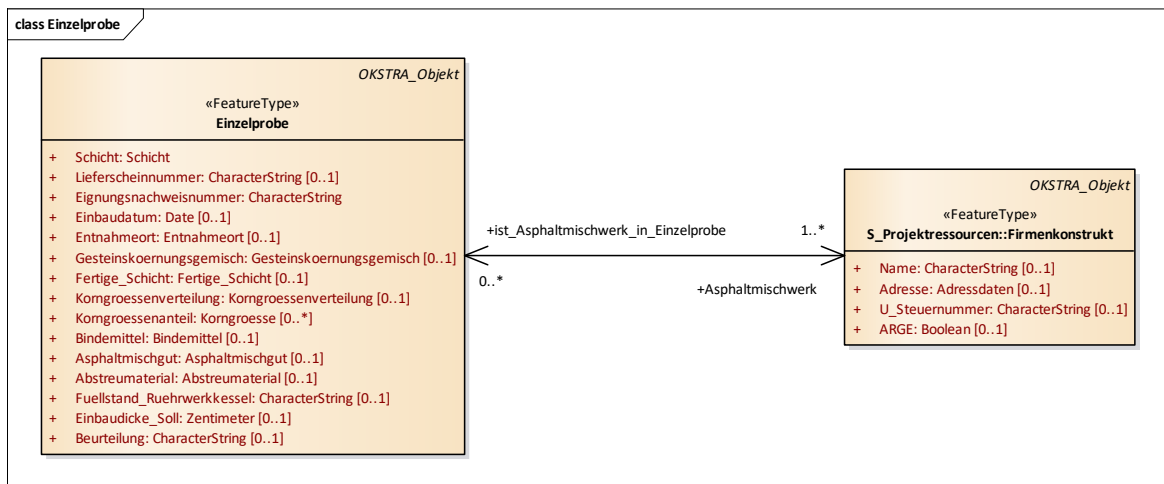 class Einzelprobe
OKSTRA_Objekt
«FeatureType»
Einzelprobe
+ Schicht: Schicht
+ Lieferscheinnummer: CharacterString [0..1]
+ Eignungsnachweisnummer: CharacterString
+ Einbaudatum: Date [0..1]
+ Entnahmeort: Entnahmeort [0..1]
+ Gesteinskoernungsgemisch: Gesteinskoernungsgemisch [0..1]
+ Fertige_Schicht: Fertige_Schicht [0..1]
+ Korngroessenverteilung: Korngroessenverteilung [0..1]
+ Korngroessenanteil: Korngroesse [0..*]
+ Bindemittel: Bindemittel [0..1]
+ Asphaltmischgut: Asphaltmischgut [0..1]
+ Abstreumaterial: Abstreumaterial [0..1]
+ Fuellstand_Ruehrwerkkessel: CharacterString [0..1]
+ Einbaudicke_Soll: Zentimeter [0..1]
+ Beurteilung: CharacterString [0..1]
+ist_Asphaltmischwerk_in_Einzelprobe
1..*
0..*
+Asphaltmischwerk
OKSTRA_Objekt
«FeatureType»
S_Projektressourcen::Firmenkonstrukt
+ Name: CharacterString [0..1]
+ Adresse: Adressdaten [0..1]
+ U_Steuernummer: CharacterString [0..1]
+ ARGE: Boolean [0..1]